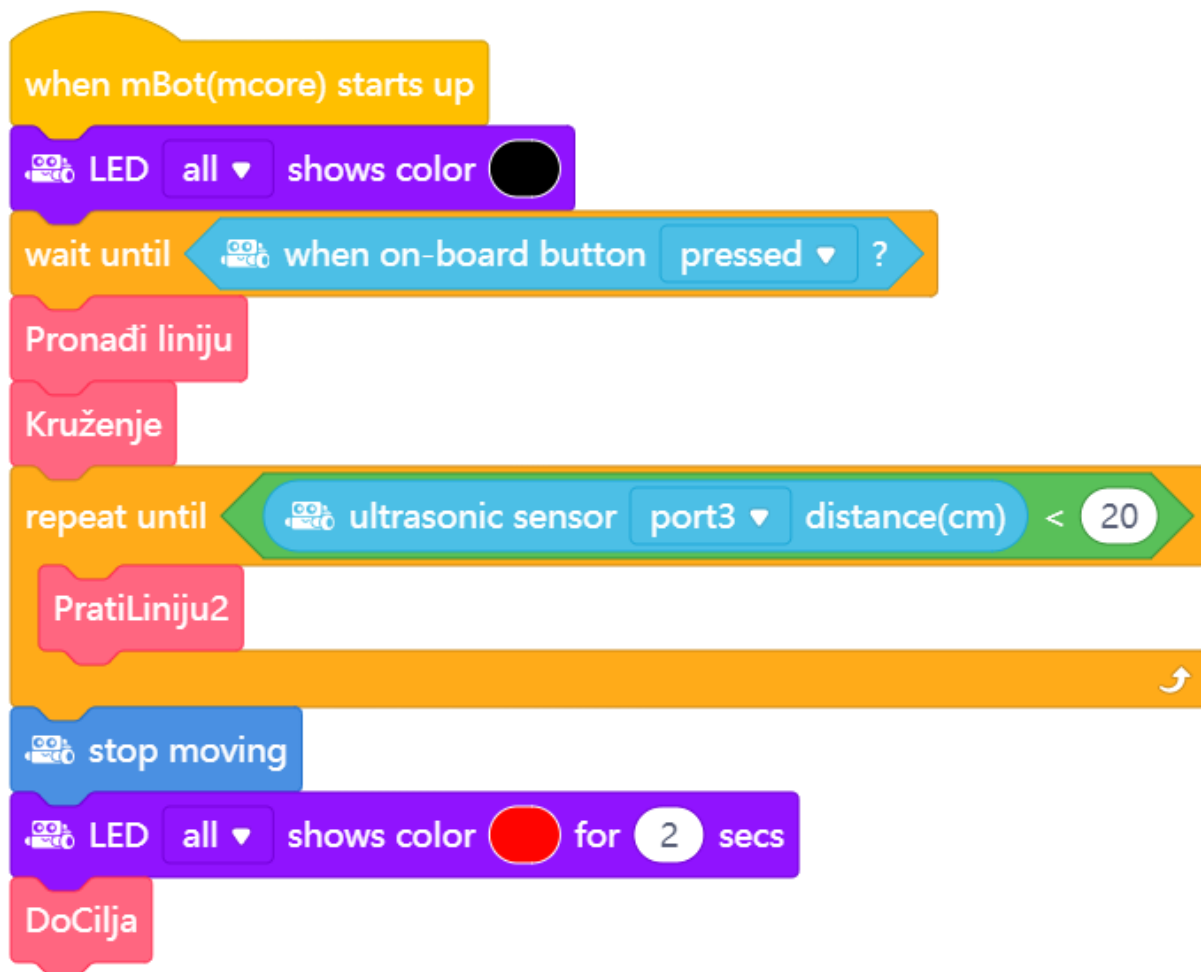 when mBot(mcore) starts up
LED all ▼ shows color
wait until when on-board button pressed ▼ ?
Pronađi liniju
Kruženje
repeat until ultrasonic sensor port3 ▼ distance(cm) < 20
PratiLiniju2
stop moving
LED all ▼ shows color for 2 secs
DoCilja